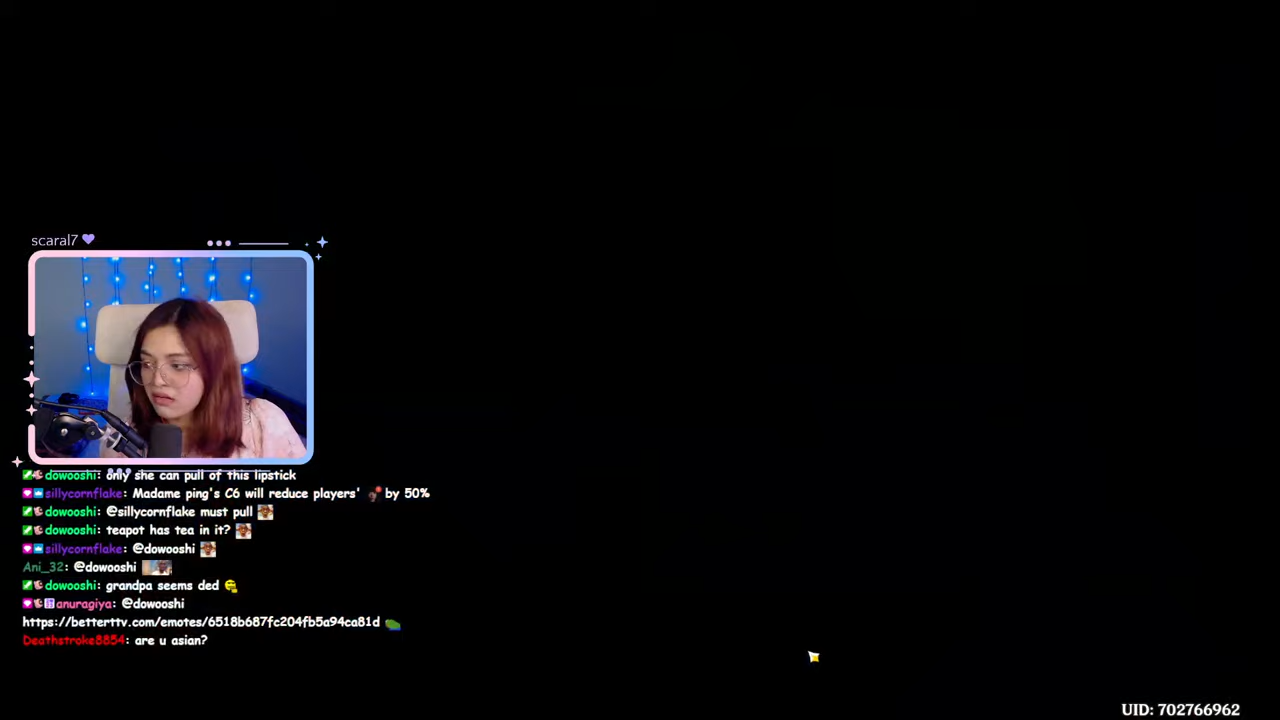 scaral7
dowooshi: only she can pull of this lipstick
sillycornflake: Madame ping's C6 will reduce players' by 50%
dowooshi: @sillycornflake must pull
dowooshi: teapot has tea in it?
sillycornflake: @dowooshi
Ani_32: @dowooshi
dowooshi: grandpa seems ded
anuragiya: @dowooshi
https://betterttv.com/emotes/6518b687fc204fb5a94ca81d
Deathstroke8854: are u asian?
UID: 702766962